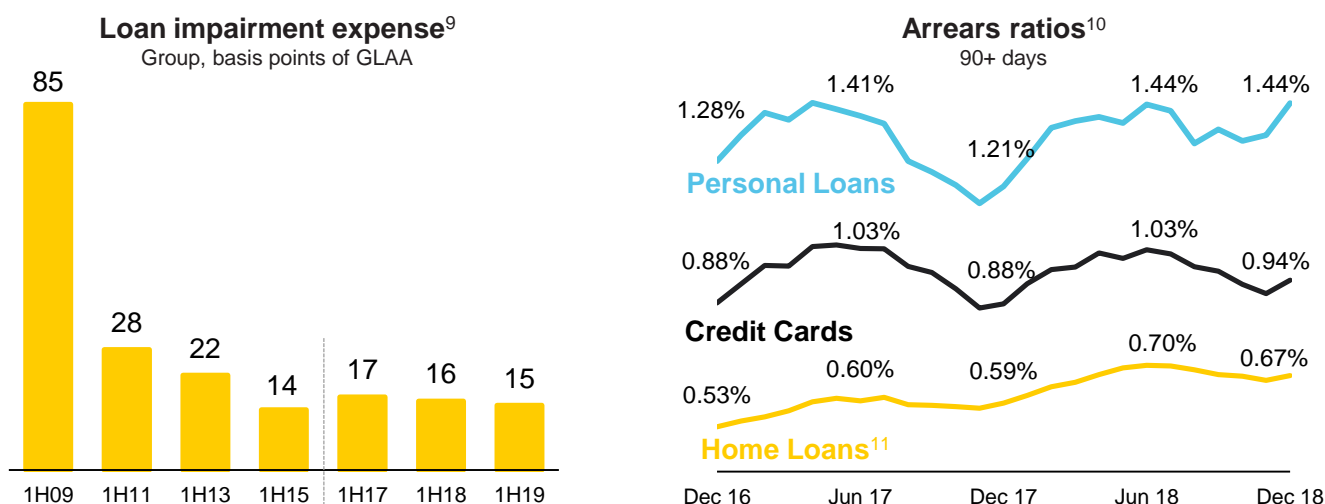 Loan impairment expense9
Group, basis points of GLAA
85
28
22
14
17
16
15
1H09 1H11 1H13 1H15 1H17 1H18 1H19
Arrears ratios10
90+ days
1.28% 1.41% 1.21% 1.44% 1.44%
Personal Loans
0.88% 1.03% 0.88% 1.03% 0.94%
Credit Cards
0.53% 0.60% 0.59% 0.70% 0.67%
Home Loans11
Dec 16 Jun 17 Dec 17 Jun 18 Dec 18